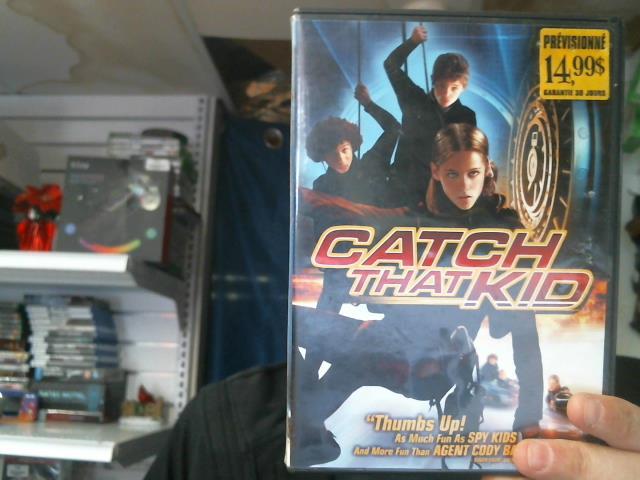 PRÉVISIONNÉ
14,99$
GARANTIE 30 JOURS
CATCH
THAT KID
"Thumbs Up!
As Much Fun As SPY KIDS
And More Fun Than AGENT CODY BA